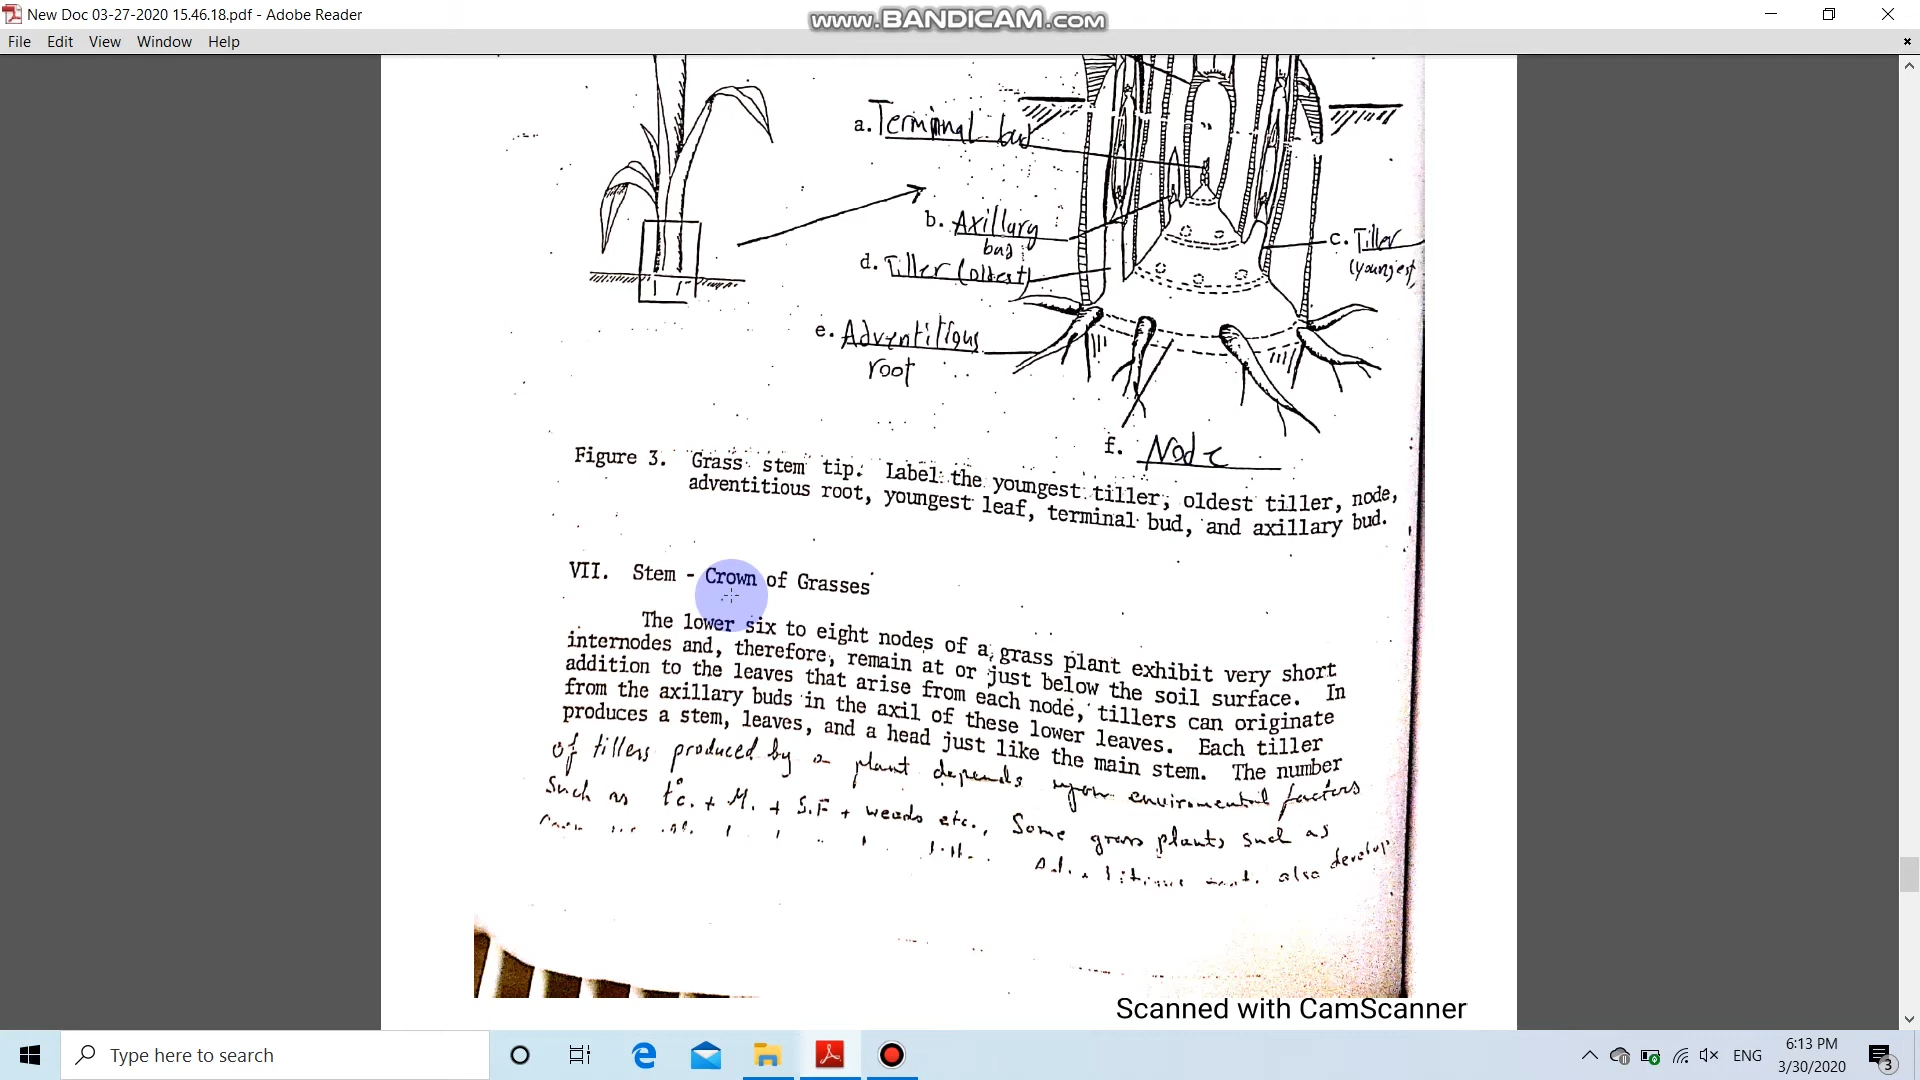 New Doc 03-27-2020 15.46.18.pdf - Adobe Reader
www.BANDICAM.com
File Edit View Window Help
a. Terminal bud
b. Axillary
bud
c. Tiller
(youngest
d. Tiller (oldest)
e. Adventitious
root
f. Node
Figure 3. Grass stem tip. Label the youngest tiller, oldest tiller, node,
adventitious root, youngest leaf, terminal bud, and axillary bud.
VII. Stem - Crown of Grasses
The lower six to eight nodes of a grass plant exhibit very short
internodes and, therefore, remain at or just below the soil surface. In
addition to the leaves that arise from each node, tillers can originate
from the axillary buds in the axil of these lower leaves. Each tiller
produces a stem, leaves, and a head just like the main stem. The number
of tillers produced by a plant depends upon enviromental factors
Such as t°c. + M. + S.F + weeds etc., Some grass plants such as
also develop
Scanned with CamScanner
Type here to search
ENG
6:13 PM
3/30/2020
3